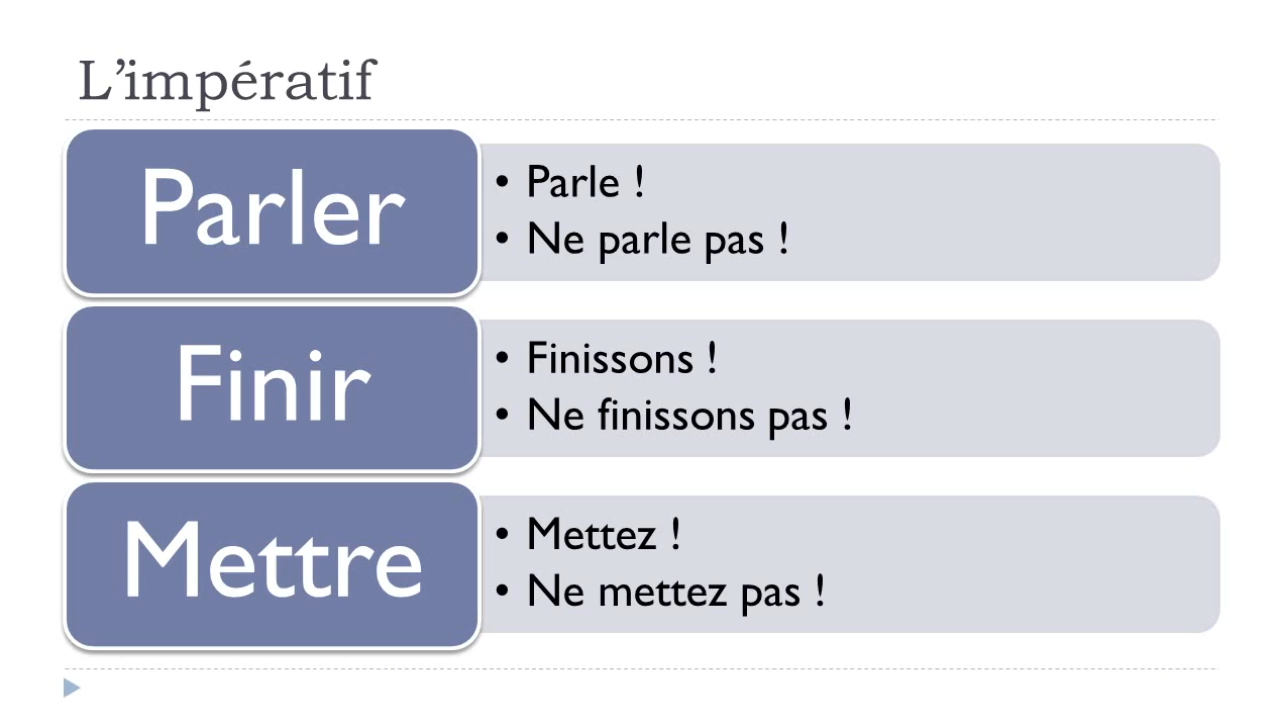 L’impératif
Parler
• Parle !
• Ne parle pas !
Finir
• Finissons !
• Ne finissons pas !
Mettre
• Mettez !
• Ne mettez pas !